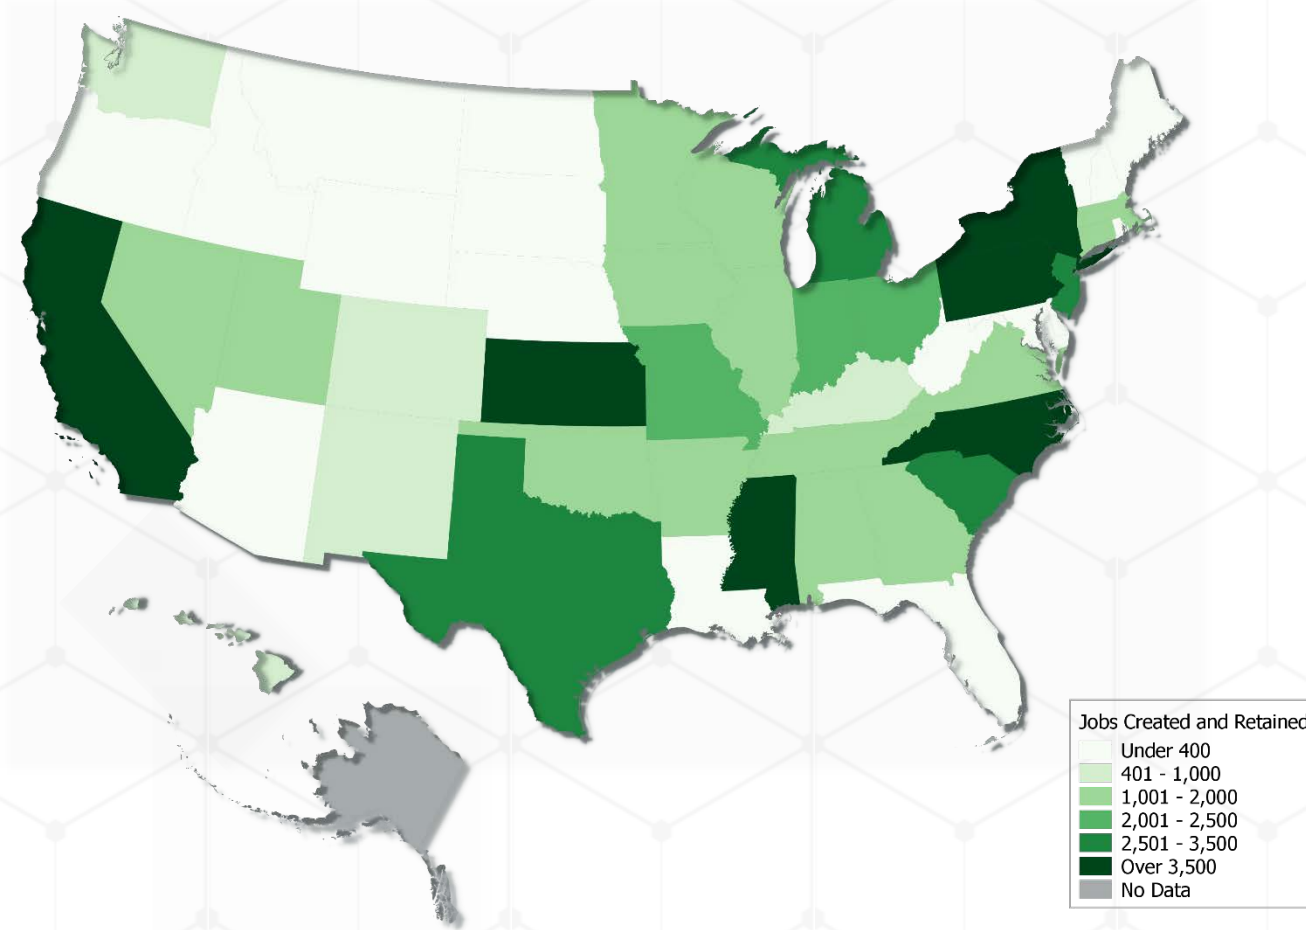 Jobs Created and Retained
Under 400
401 - 1,000
1,001 - 2,000
2,001 - 2,500
2,501 - 3,500
Over 3,500
No Data